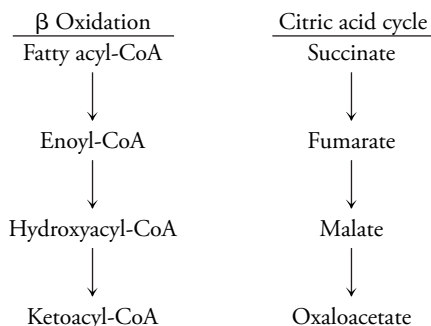 β Oxidation
Fatty acyl-CoA
Enoyl-CoA
Hydroxyacyl-CoA
Ketoacyl-CoA
Citric acid cycle
Succinate
Fumarate
Malate
Oxaloacetate